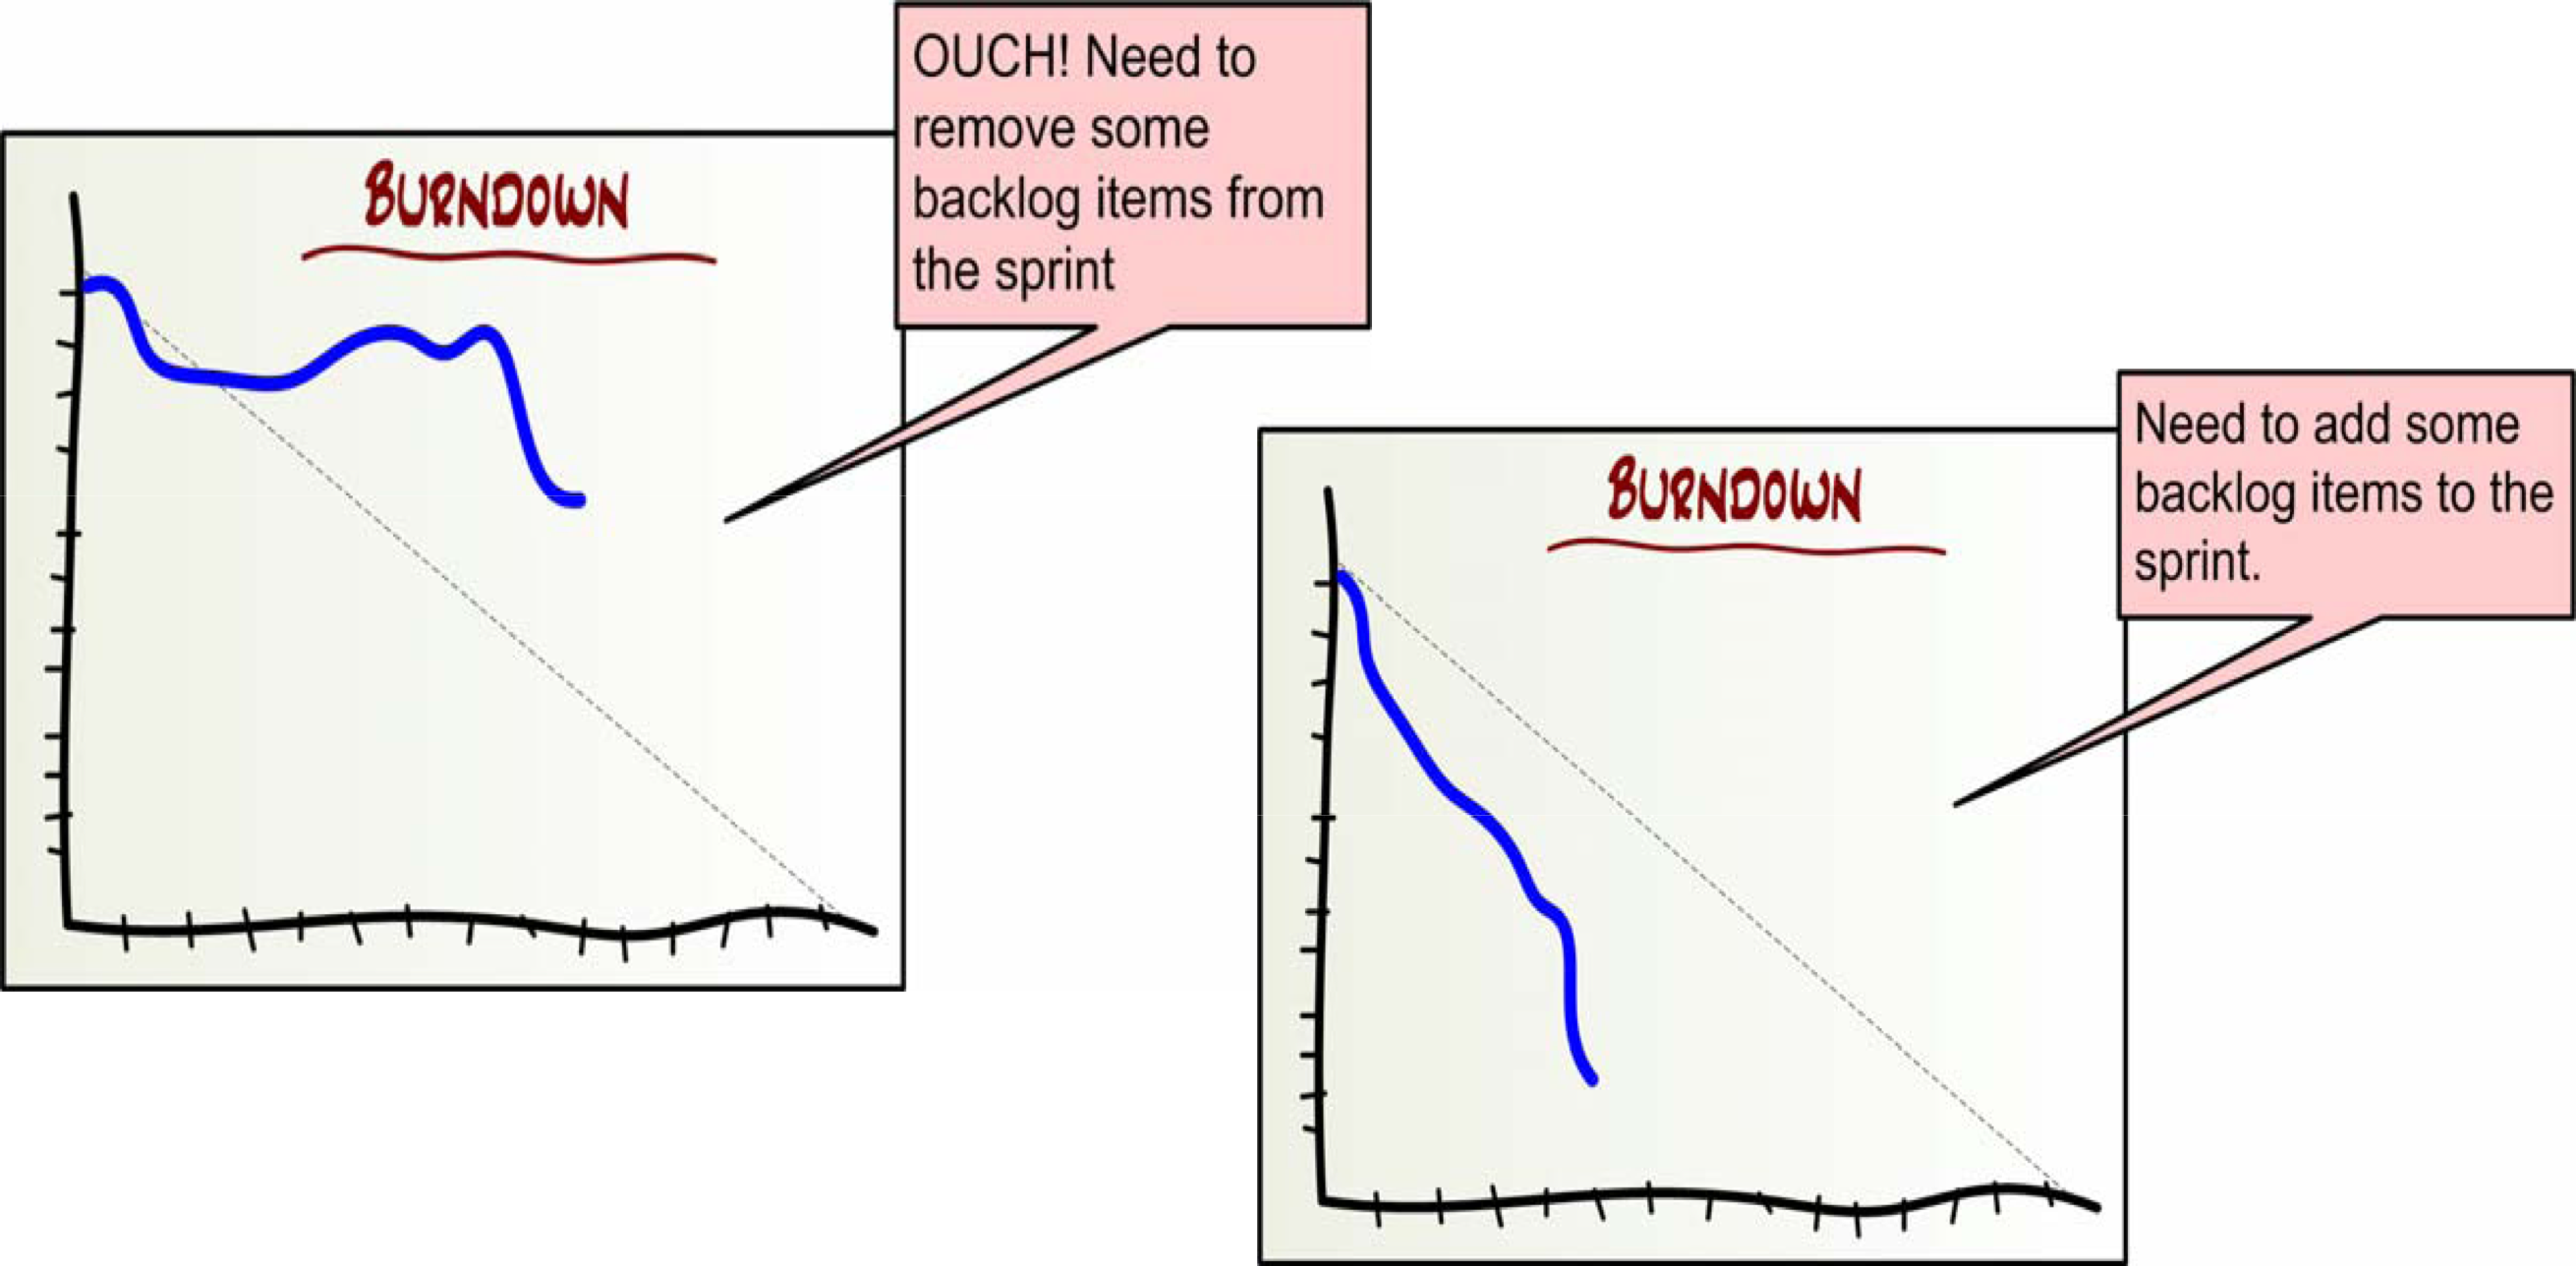 BURNDOWN
OUCH! Need to
remove some
backlog items from
the sprint
BURNDOWN
Need to add some
backlog items to the
sprint.